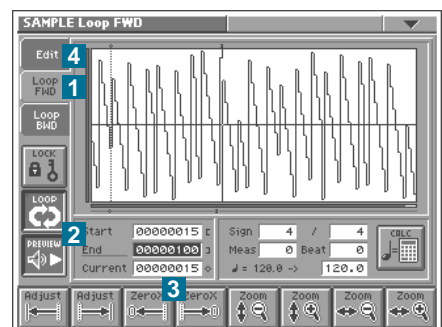 SAMPLE Loop FWD
Edit 4
Loop FWD 1
Loop BWD
LOCK
LOOP
PREVIEW
2
Start 00000015
End 00000100
Current 00000015
Sign 4 / 4
Meas 0 Beat 0
= 120.0 -> 120.0
CALC
3
Adjust Adjust ZeroX ZeroX Zoom Zoom Zoom Zoom